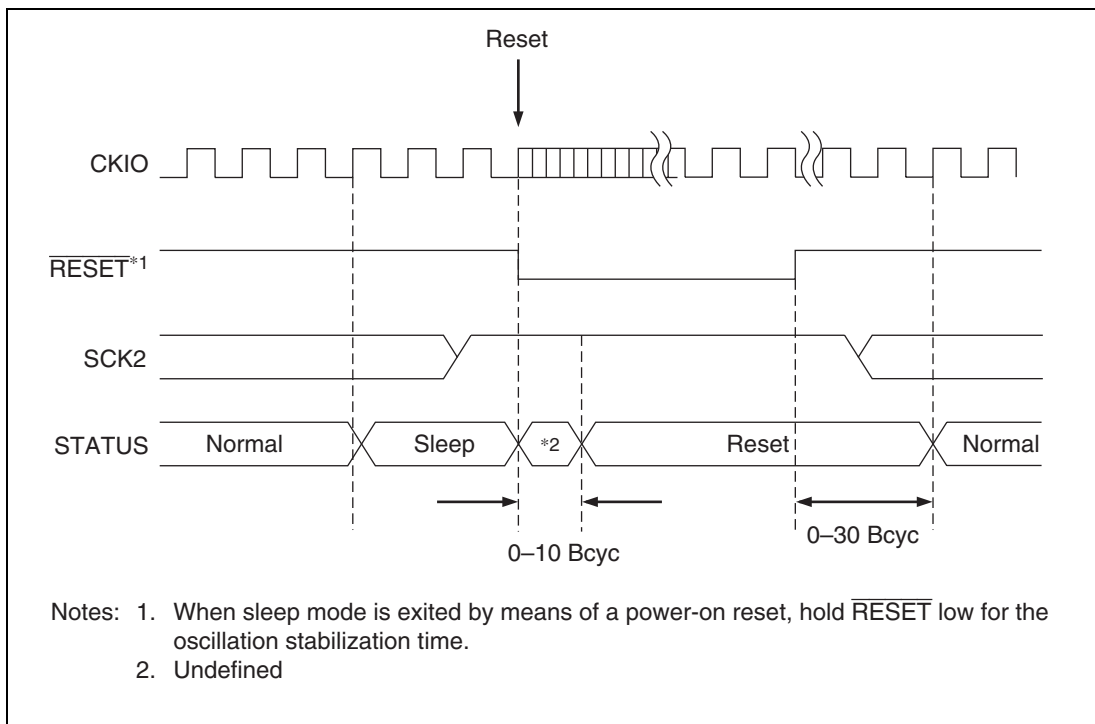 Reset
CKIO
RESET*1
SCK2
STATUS Normal Sleep *2 Reset Normal
0–10 Bcyc
0–30 Bcyc
Notes: 1. When sleep mode is exited by means of a power-on reset, hold RESET low for the
oscillation stabilization time.
2. Undefined